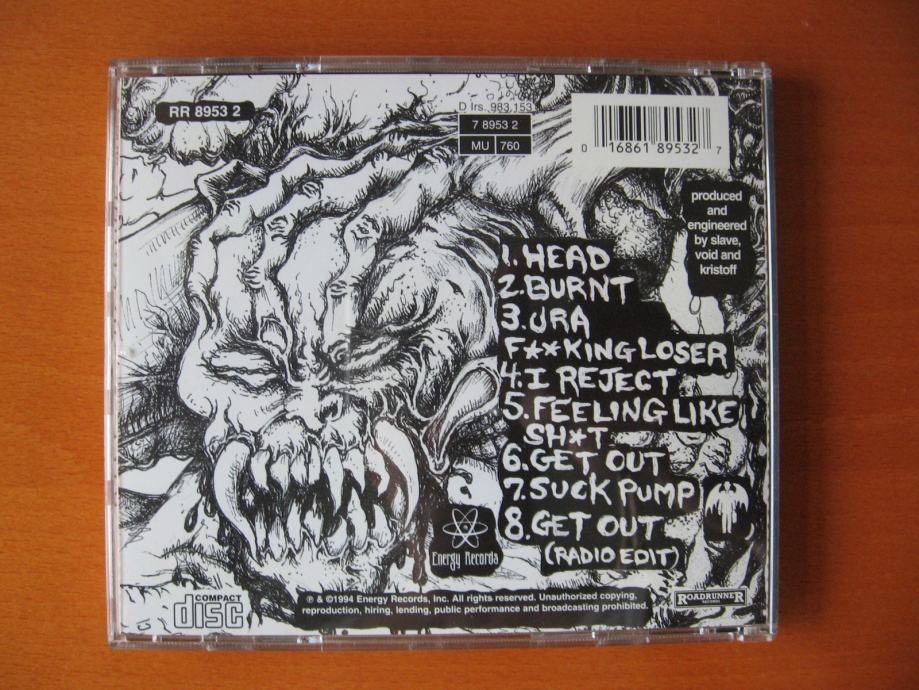 RR 8953 2
D Irs. 983.153
7 8953 2
MU 760
0 16861 89532 7
produced
and
engineered
by slave,
void and
kristoff
1. HEAD
2. BURNT
3. URA
F**KING LOSER
4. I REJECT
5. FEELING LIKE
SH*T
6. GET OUT
7. SUCK PUMP
8. GET OUT
(RADIO EDIT)
Energy Records
COMPACT
disc
℗ & ©1994 Energy Records, Inc. All rights reserved. Unauthorized copying,
reproduction, hiring, lending, public performance and broadcasting prohibited.
ROADRUNNER
RECORDS